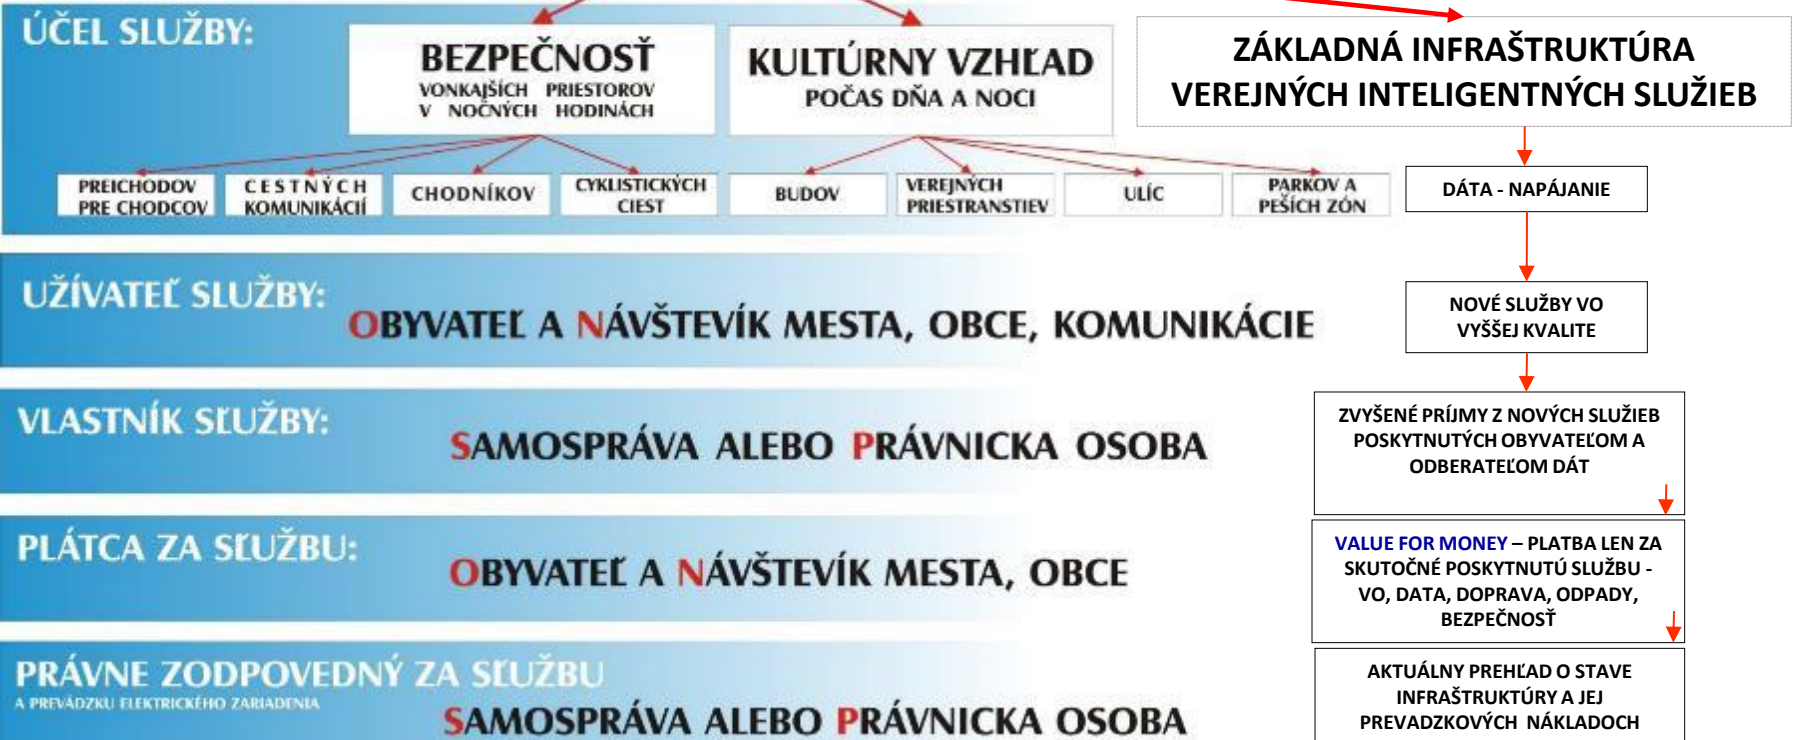 ÚČEL SLUŽBY:
BEZPEČNOSŤ
VONKAJŠÍCH PRIESTOROV
V NOČNÝCH HODINÁCH
KULTÚRNY VZHĽAD
POČAS DŇA A NOCI
ZÁKLADNÁ INFRAŠTRUKTÚRA
VEREJNÝCH INTELIGENTNÝCH SLUŽIEB
PREICHODOV
PRE CHODCOV
CESTNÝCH
KOMUNIKÁCIÍ
CHODNÍKOV
CYKLISTICKÝCH
CIEST
BUDOV
VEREJNÝCH
PRIESTRANSTIEV
ULÍC
PARKOV A
PEŠÍCH ZÓN
DÁTA - NAPÁJANIE
UŽÍVATEĽ SLUŽBY:
OBYVATEĽ A NÁVŠTEVÍK MESTA, OBCE, KOMUNIKÁCIE
NOVÉ SLUŽBY VO
VYŠŠEJ KVALITE
VLASTNÍK SĽUŽBY:
SAMOSPRÁVA ALEBO PRÁVNICKA OSOBA
ZVYŠENÉ PRÍJMY Z NOVÝCH SLUŽIEB
POSKYTNUTÝCH OBYVATEĽOM A
ODBERATEĽOM DÁT
PLÁTCA ZA SĽUŽBU:
OBYVATEĽ A NÁVŠTEVÍK MESTA, OBCE
VALUE FOR MONEY – PLATBA LEN ZA
SKUTOČNÉ POSKYTNUTÚ SLUŽBU -
VO, DATA, DOPRAVA, ODPADY,
BEZPEČNOSŤ
PRÁVNE ZODPOVEDNÝ ZA SĽUŽBU
A PREVÁDZKU ELEKTRICKÉHO ZARIADENIA
SAMOSPRÁVA ALEBO PRÁVNICKA OSOBA
AKTUÁLNY PREHĽAD O STAVE
INFRAŠTRUKTÚRY A JEJ
PREVADZKOVÝCH NÁKLADOCH